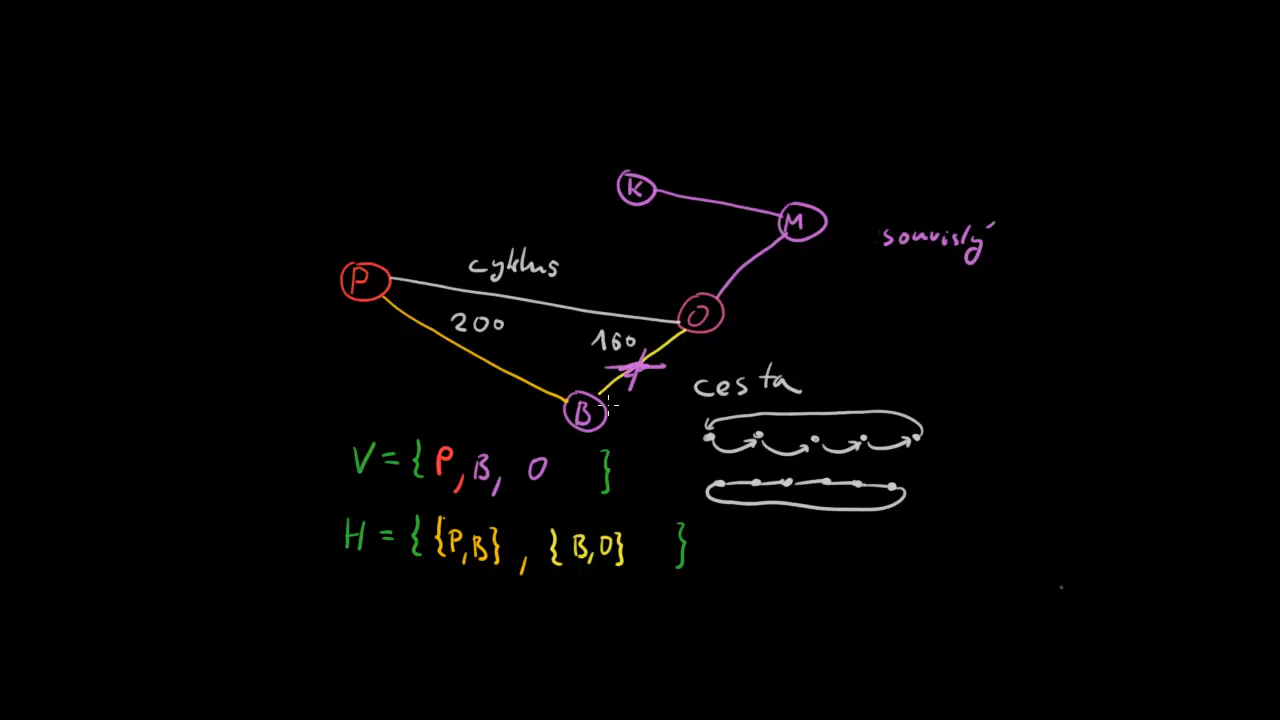 K
M
souvislý
cyklus
P
200
O
160
cesta
B
V = { P, B, O }
H = { {P,B} , {B,O} }